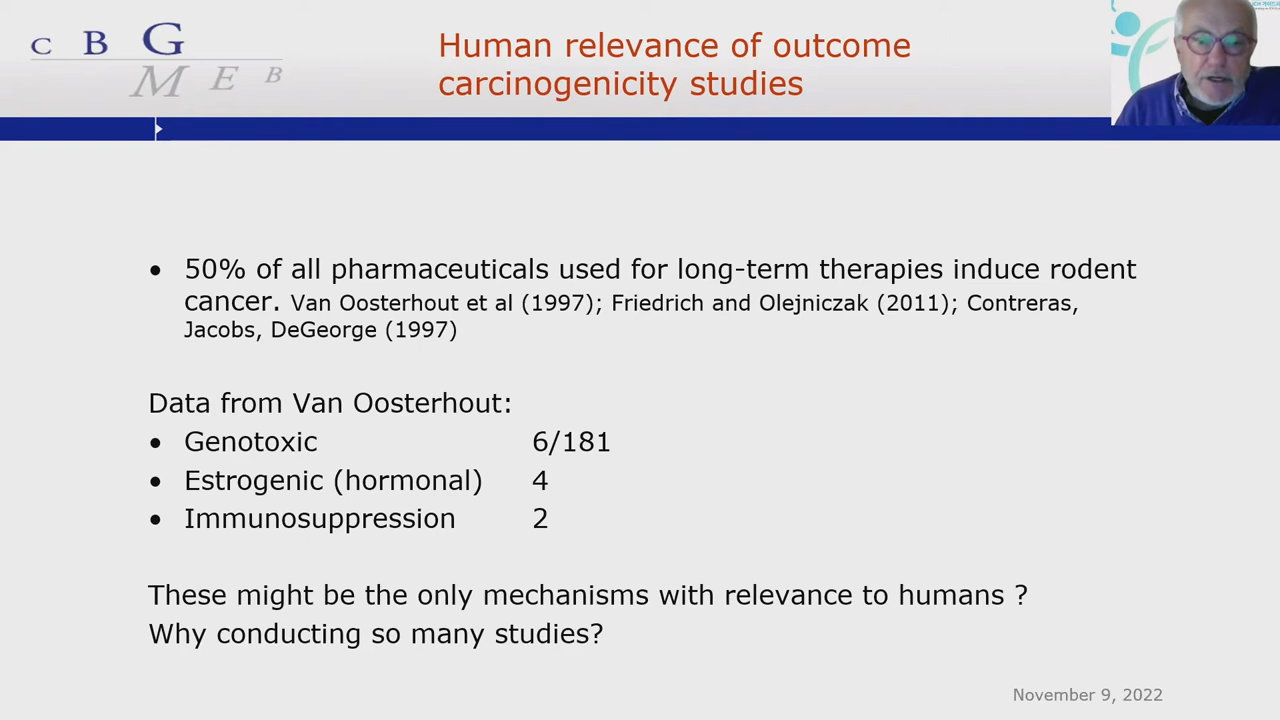 C B G
M E B
Human relevance of outcome
carcinogenicity studies
• 50% of all pharmaceuticals used for long-term therapies induce rodent
cancer. Van Oosterhout et al (1997); Friedrich and Olejniczak (2011); Contreras,
Jacobs, DeGeorge (1997)
Data from Van Oosterhout:
• Genotoxic 6/181
• Estrogenic (hormonal) 4
• Immunosuppression 2
These might be the only mechanisms with relevance to humans ?
Why conducting so many studies?
November 9, 2022